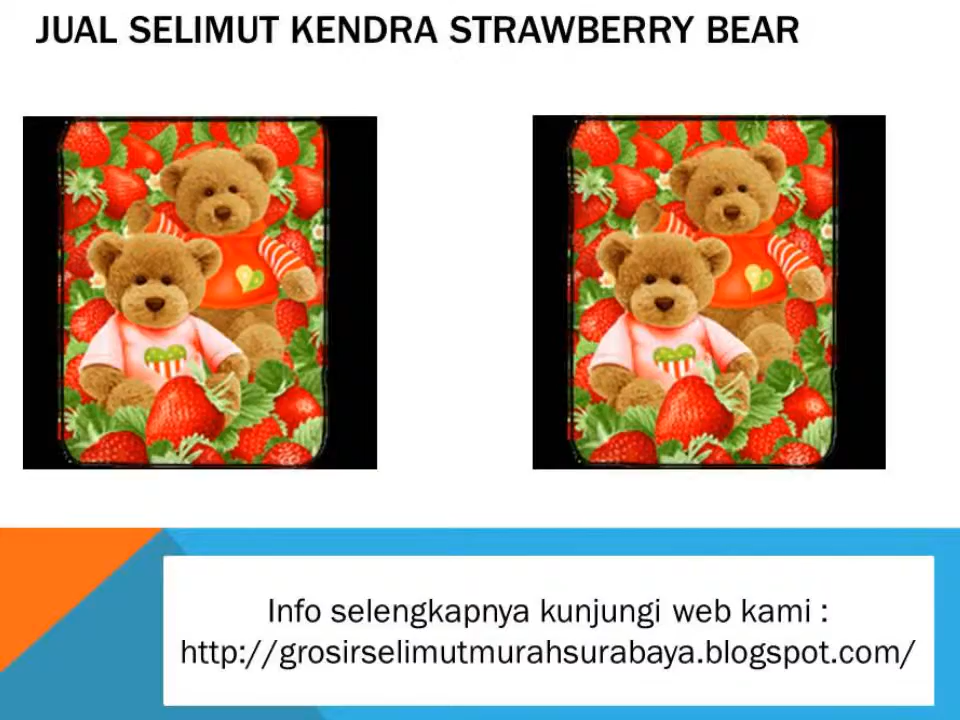 JUAL SELIMUT KENDRA STRAWBERRY BEAR
Info selengkapnya kunjungi web kami :
http://grosirselimutmurahsurabaya.blogspot.com/